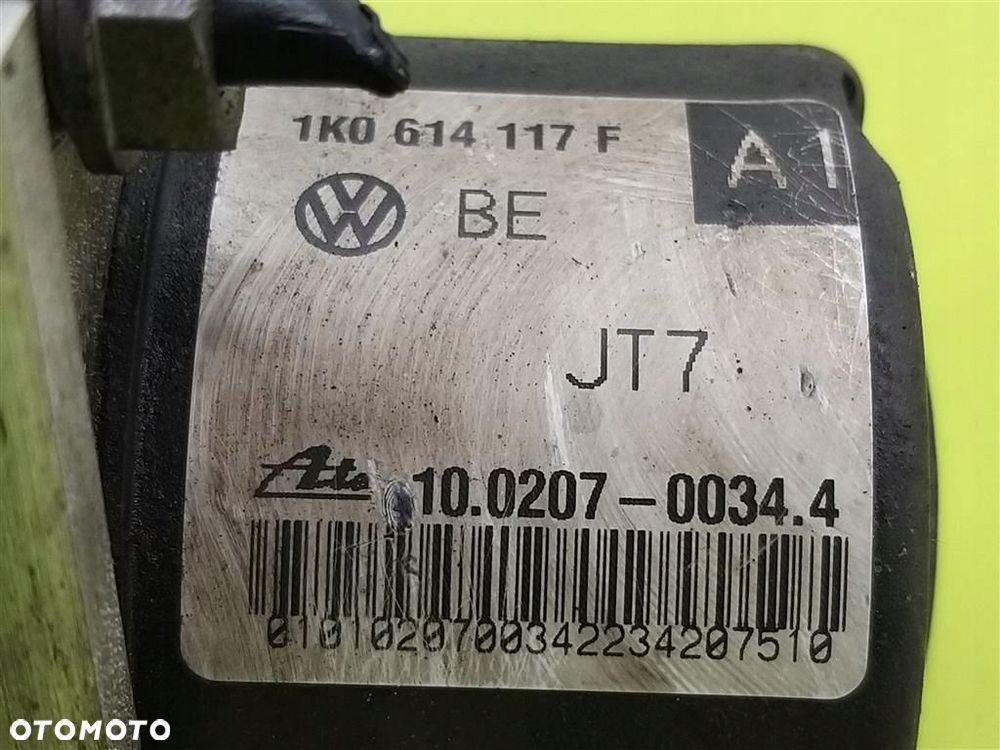 1K0 614 117 F
A1
BE
JT7
Ate 10.0207-0034.4
0101020700342234207510
OTOMOTO